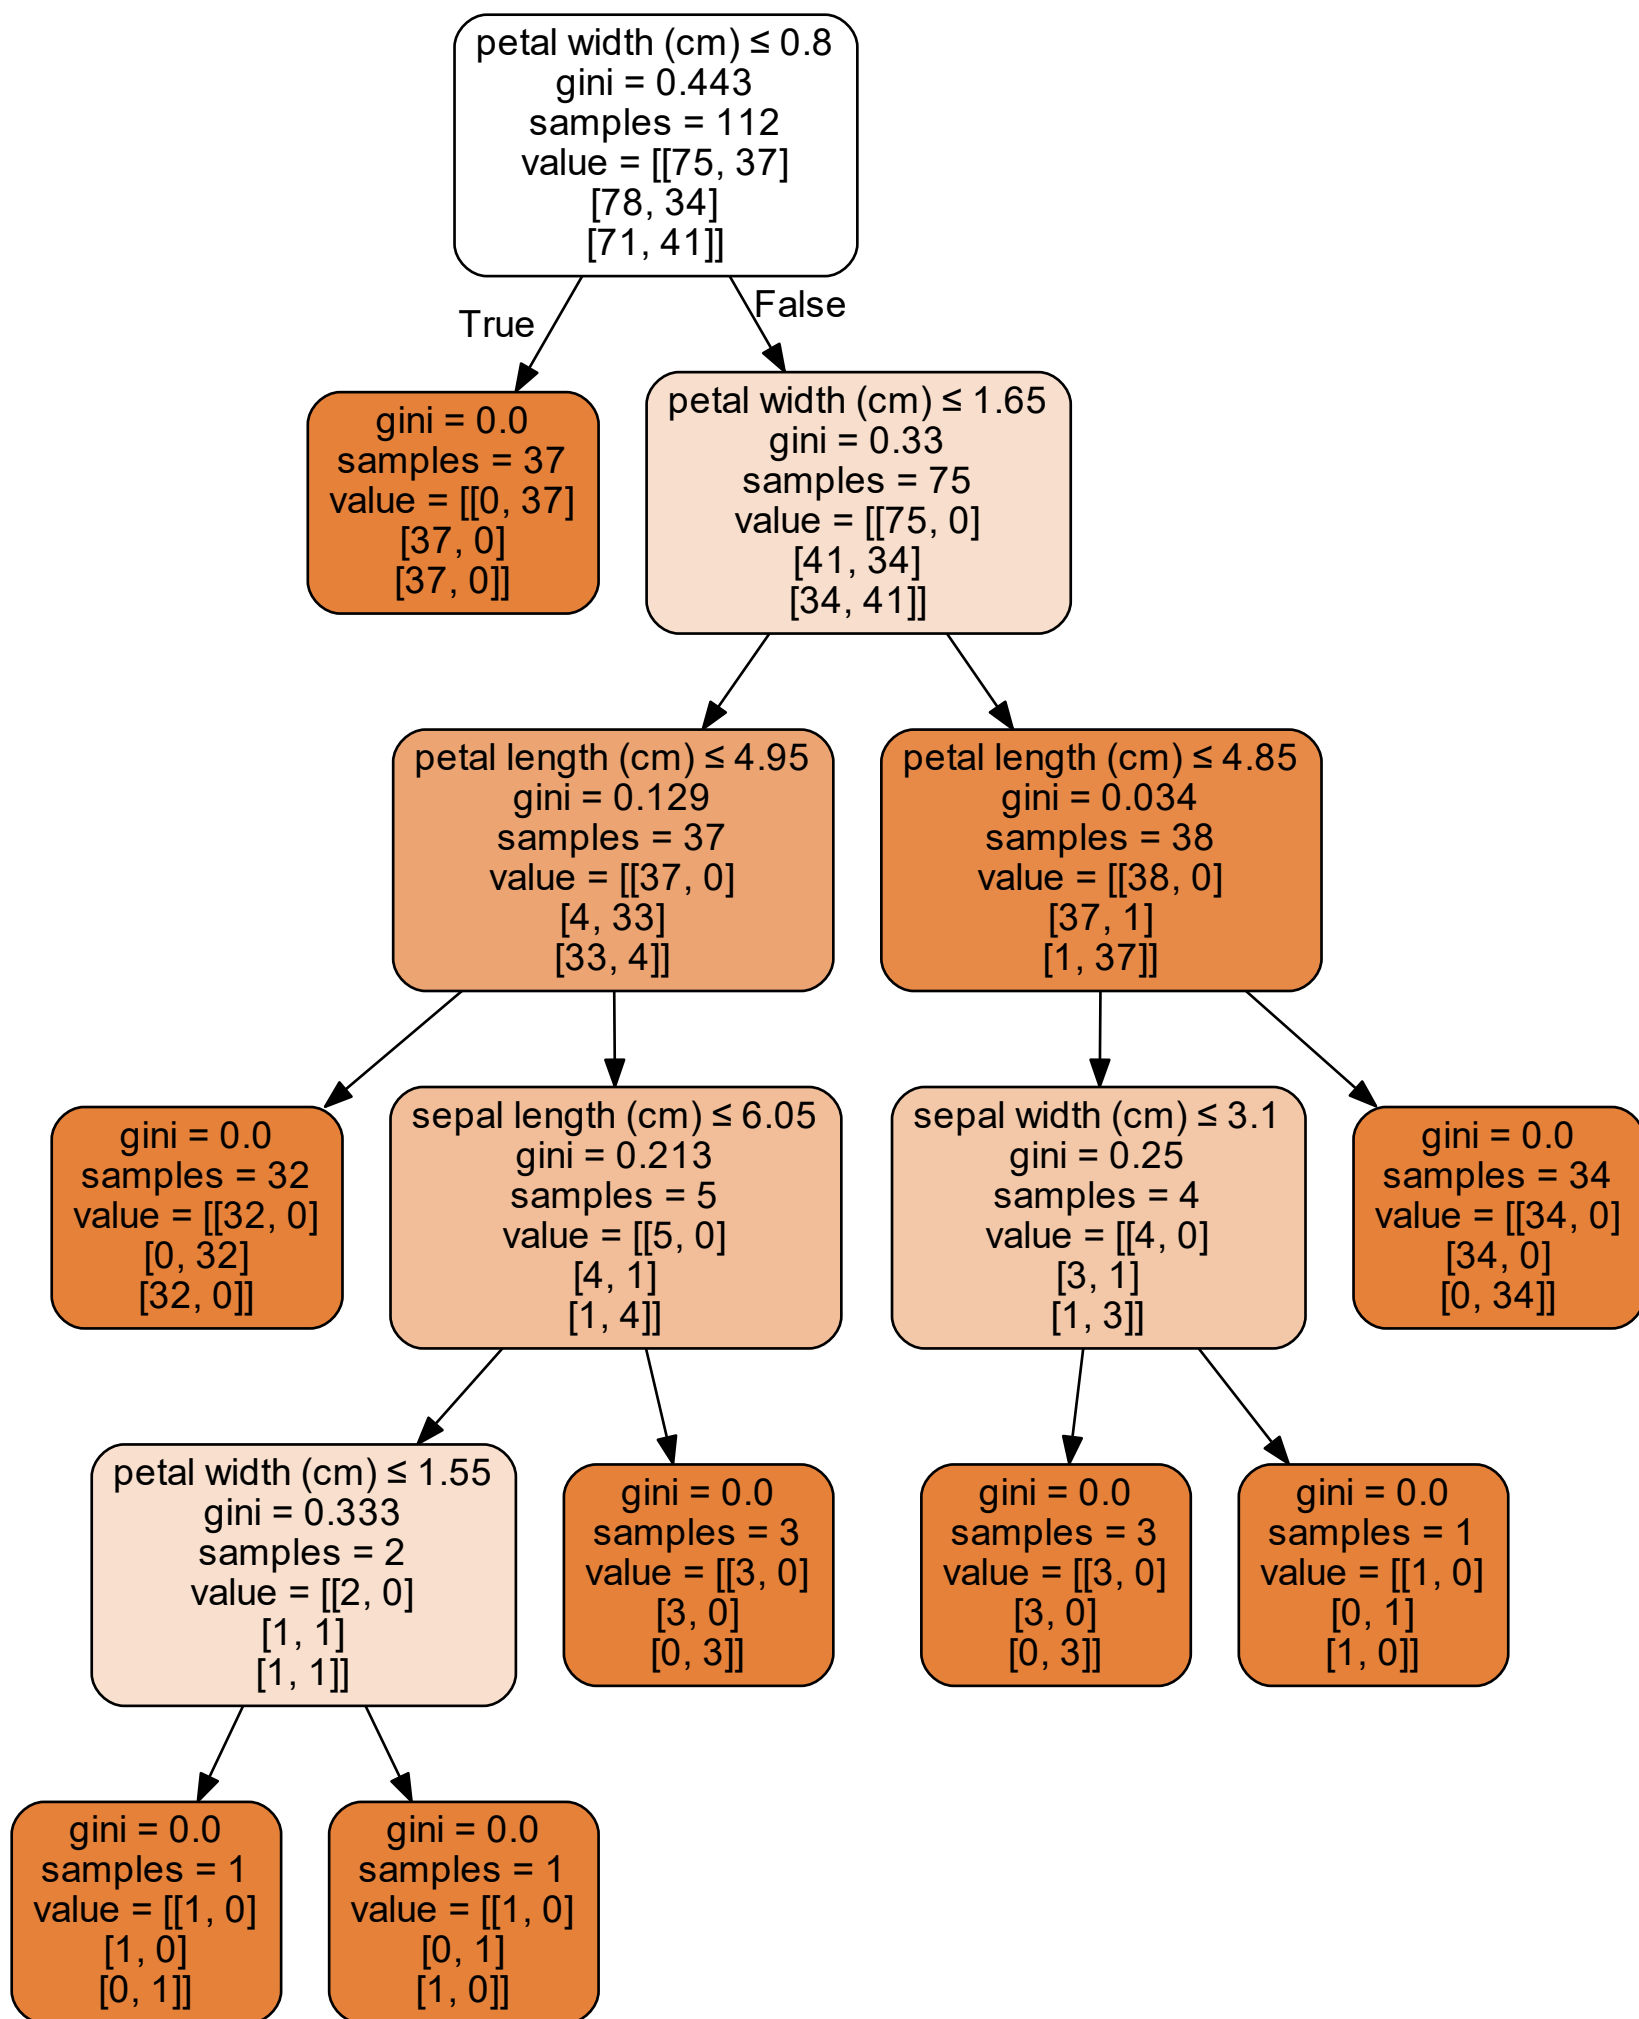 petal width (cm) ≤ 0.8
gini = 0.443
samples = 112
value = [[75, 37]
[78, 34]
[71, 41]]
True
False
gini = 0.0
samples = 37
value = [[0, 37]
[37, 0]
[37, 0]]
petal width (cm) ≤ 1.65
gini = 0.33
samples = 75
value = [[75, 0]
[41, 34]
[34, 41]]
petal length (cm) ≤ 4.95
gini = 0.129
samples = 37
value = [[37, 0]
[4, 33]
[33, 4]]
petal length (cm) ≤ 4.85
gini = 0.034
samples = 38
value = [[38, 0]
[37, 1]
[1, 37]]
gini = 0.0
samples = 32
value = [[32, 0]
[0, 32]
[32, 0]]
sepal length (cm) ≤ 6.05
gini = 0.213
samples = 5
value = [[5, 0]
[4, 1]
[1, 4]]
sepal width (cm) ≤ 3.1
gini = 0.25
samples = 4
value = [[4, 0]
[3, 1]
[1, 3]]
gini = 0.0
samples = 34
value = [[34, 0]
[34, 0]
[0, 34]]
petal width (cm) ≤ 1.55
gini = 0.333
samples = 2
value = [[2, 0]
[1, 1]
[1, 1]]
gini = 0.0
samples = 3
value = [[3, 0]
[3, 0]
[0, 3]]
gini = 0.0
samples = 3
value = [[3, 0]
[3, 0]
[0, 3]]
gini = 0.0
samples = 1
value = [[1, 0]
[0, 1]
[1, 0]]
gini = 0.0
samples = 1
value = [[1, 0]
[1, 0]
[0, 1]]
gini = 0.0
samples = 1
value = [[1, 0]
[0, 1]
[1, 0]]